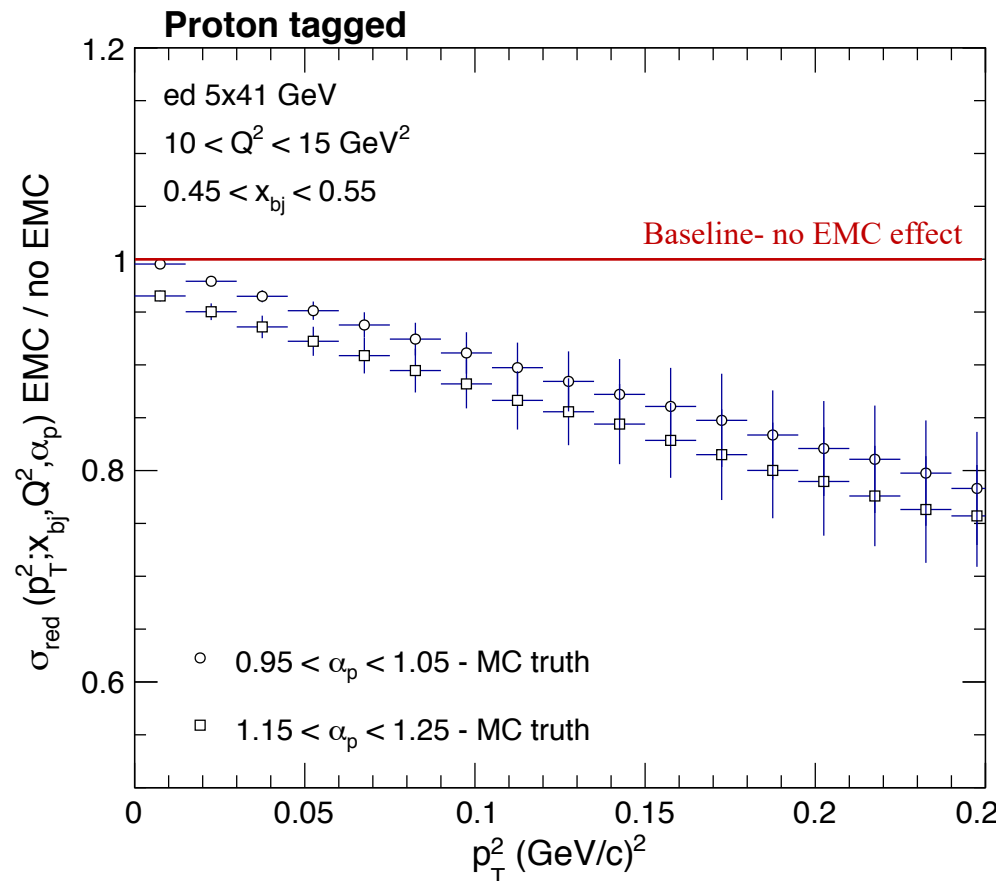 Proton tagged
ed 5x41 GeV
10 < Q² < 15 GeV²
0.45 < x_bj < 0.55
Baseline- no EMC effect
σ_red (p_T²;x_bj,Q²,α_p) EMC / no EMC
1.2
1
0.8
0.6
0.95 < α_p < 1.05 - MC truth
1.15 < α_p < 1.25 - MC truth
0 0.05 0.1 0.15 0.2 0.2
p_T² (GeV/c)²